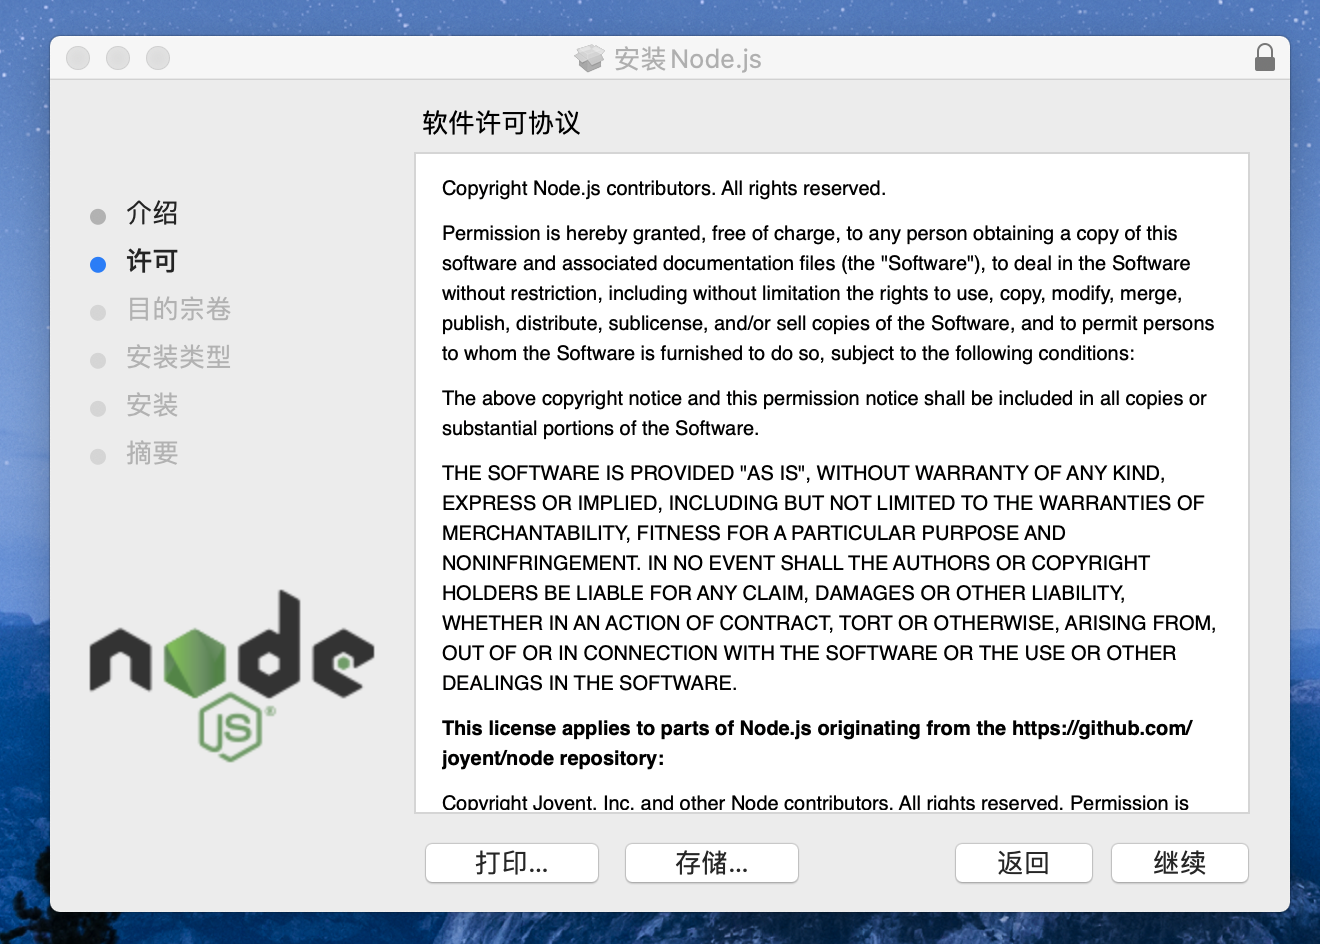 安装Node.js
软件许可协议
介绍
许可
目的宗卷
安装类型
安装
摘要
node
JS®
Copyright Node.js contributors. All rights reserved.
Permission is hereby granted, free of charge, to any person obtaining a copy of this
software and associated documentation files (the "Software"), to deal in the Software
without restriction, including without limitation the rights to use, copy, modify, merge,
publish, distribute, sublicense, and/or sell copies of the Software, and to permit persons
to whom the Software is furnished to do so, subject to the following conditions:
The above copyright notice and this permission notice shall be included in all copies or
substantial portions of the Software.
THE SOFTWARE IS PROVIDED "AS IS", WITHOUT WARRANTY OF ANY KIND,
EXPRESS OR IMPLIED, INCLUDING BUT NOT LIMITED TO THE WARRANTIES OF
MERCHANTABILITY, FITNESS FOR A PARTICULAR PURPOSE AND
NONINFRINGEMENT. IN NO EVENT SHALL THE AUTHORS OR COPYRIGHT
HOLDERS BE LIABLE FOR ANY CLAIM, DAMAGES OR OTHER LIABILITY,
WHETHER IN AN ACTION OF CONTRACT, TORT OR OTHERWISE, ARISING FROM,
OUT OF OR IN CONNECTION WITH THE SOFTWARE OR THE USE OR OTHER
DEALINGS IN THE SOFTWARE.
This license applies to parts of Node.js originating from the https://github.com/
joyent/node repository:
Copyright Joyent, Inc. and other Node contributors. All rights reserved. Permission is
打印...
存储...
返回
继续